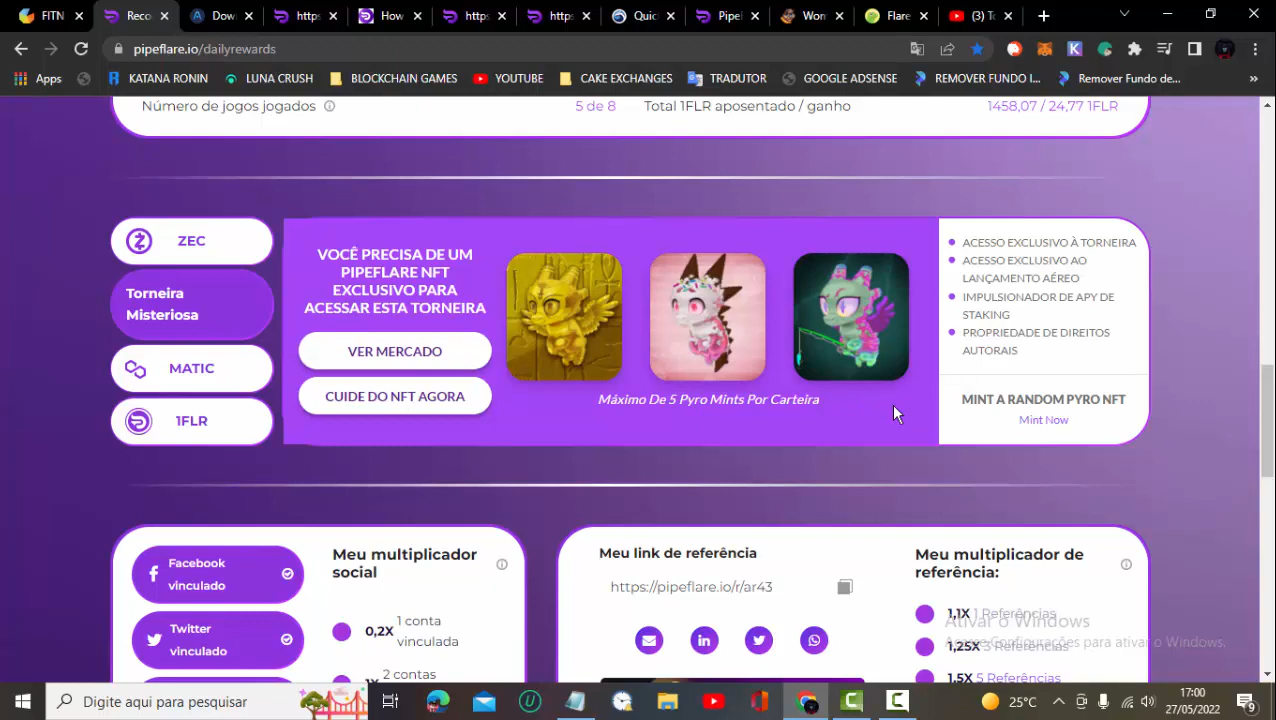 FITN
Reco
Dow
https
How
https
https
Quic
Pipel
Won
Flare
(3) To
pipeflare.io/dailyrewards
Apps
KATANA RONIN
LUNA CRUSH
BLOCKCHAIN GAMES
YOUTUBE
CAKE EXCHANGES
TRADUTOR
GOOGLE ADSENSE
REMOVER FUNDO I...
Remover Fundo de...
»
Número de jogos jogados
5 de 8
Total 1FLR aposentado / ganho
1458,07 / 24,77 1FLR
ZEC
Torneira
Misteriosa
MATIC
1FLR
VOCÊ PRECISA DE UM
PIPEFLARE NFT
EXCLUSIVO PARA
ACESSAR ESTA TORNEIRA
VER MERCADO
CUIDE DO NFT AGORA
Máximo De 5 Pyro Mints Por Carteira
ACESSO EXCLUSIVO À TORNEIRA
ACESSO EXCLUSIVO AO
LANÇAMENTO AÉREO
IMPULSIONADOR DE APY DE
STAKING
PROPRIEDADE DE DIREITOS
AUTORAIS
MINT A RANDOM PYRO NFT
Mint Now
Facebook
vinculado
Twitter
vinculado
Meu multiplicador
social
0,2X 1 conta
vinculada
1X 2 contas
Meu link de referência
https://pipeflare.io/r/ar43
Meu multiplicador de
referência:
1,1X 1 Referências
1,25X 3 Referências
1,5X 5 Referências
Ativar o Windows
Acesse Configurações para ativar o Windows.
Digite aqui para pesquisar
25°C
17:00
27/05/2022
9